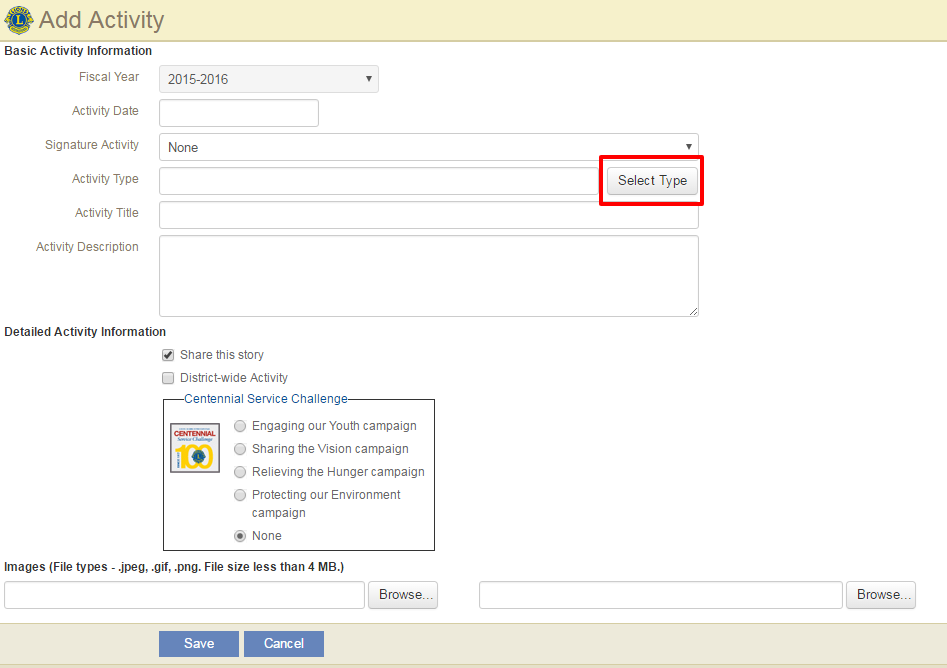 Add Activity
Basic Activity Information
Fiscal Year
2015-2016
Activity Date
Signature Activity
None
Activity Type
Select Type
Activity Title
Activity Description
Detailed Activity Information
Share this story
District-wide Activity
Centennial Service Challenge
CENTENNIAL
Service Challenge
100
Engaging our Youth campaign
Sharing the Vision campaign
Relieving the Hunger campaign
Protecting our Environment
campaign
None
Images (File types - .jpeg, .gif, .png. File size less than 4 MB.)
Browse...
Browse...
Save
Cancel